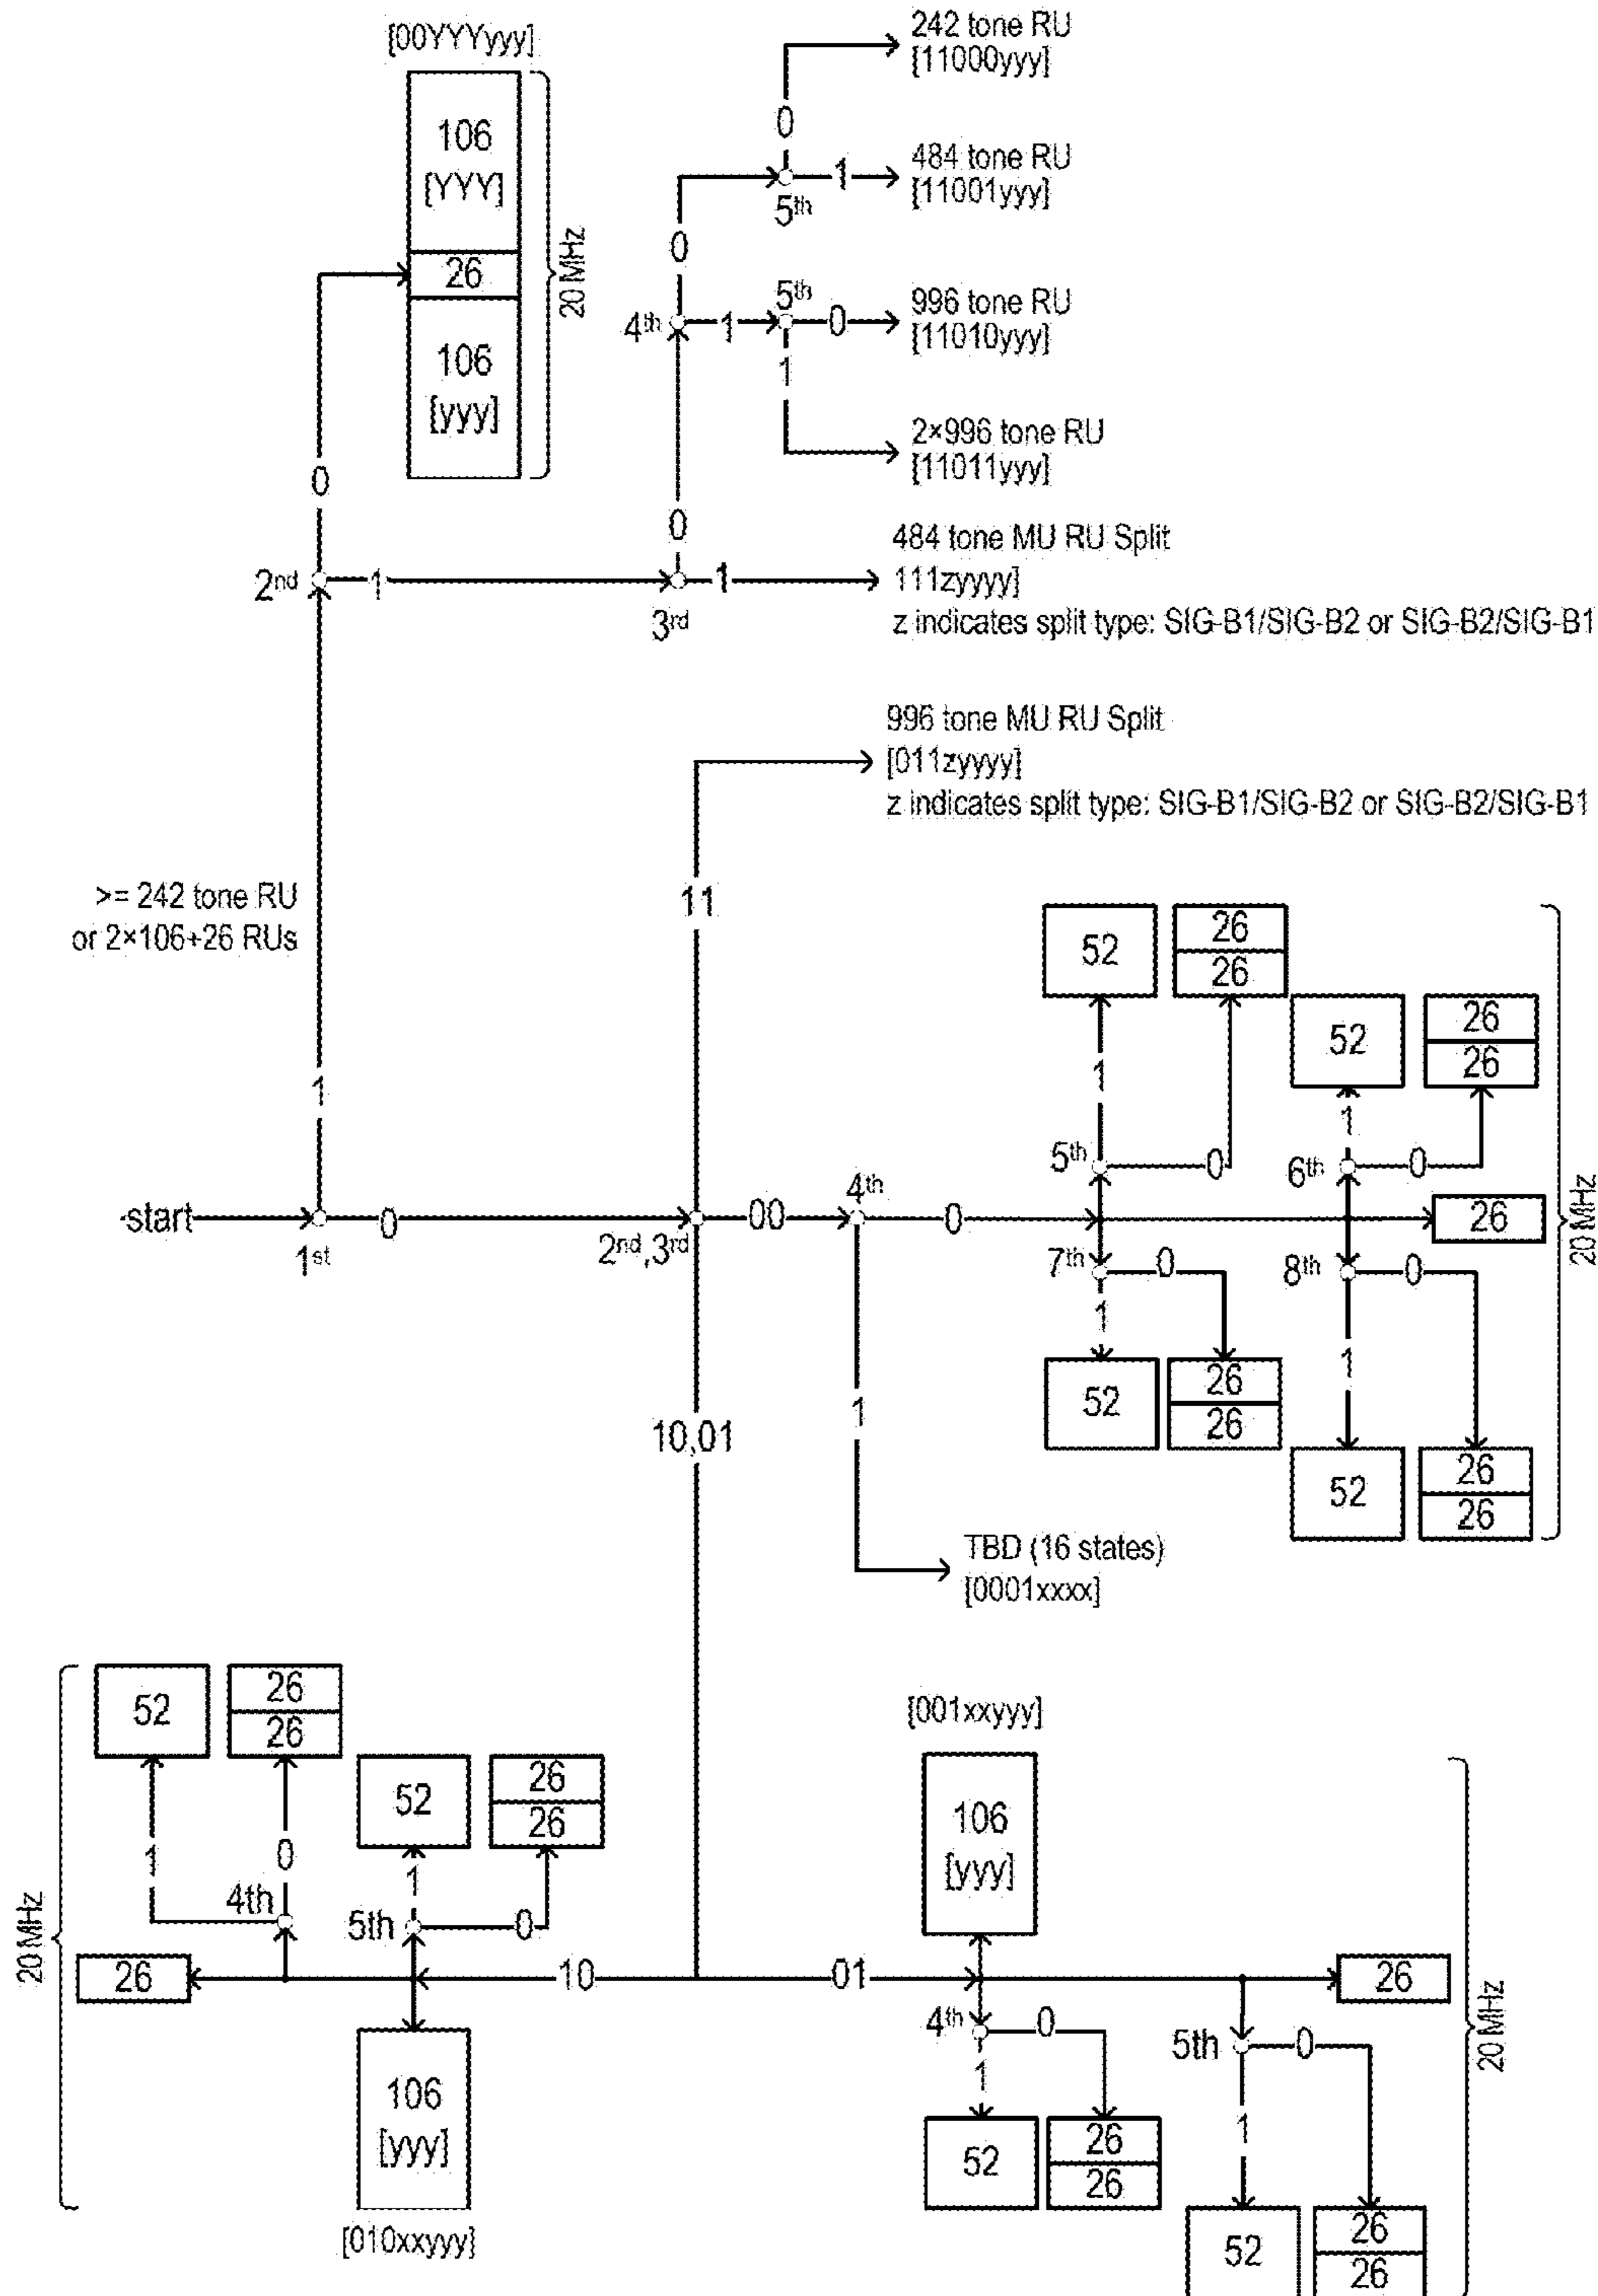 [00YYYyyy]
106
[YYY]
26
106
[yyy]
20 MHz
242 tone RU
[11000yyy]
0
1
5th
484 tone RU
[11001yyy]
0
4th
1
5th
0
996 tone RU
[11010yyy]
1
2×996 tone RU
[11011yyy]
0
0
2nd
1
3rd
1
484 tone MU RU Split
111zyyyy]
z indicates split type: SIG-B1/SIG-B2 or SIG-B2/SIG-B1
996 tone MU RU Split
[011zyyyy]
z indicates split type: SIG-B1/SIG-B2 or SIG-B2/SIG-B1
>= 242 tone RU
or 2×106+26 RUs
11
1
start
1st
0
2nd,3rd
00
4th
0
52
26
26
52
26
26
1
5th
0
1
6th
0
26
20 MHz
7th
0
1
8th
0
1
52
26
26
52
26
26
1
TBD (16 states)
[0001xxxx]
10,01
52
26
26
52
26
26
1
0
4th
1
5th
0
20 MHz
26
10
106
[yyy]
[010xxyyy]
[001xxyyy]
106
[yyy]
01
26
4th
0
1
5th
0
1
52
26
26
52
26
26
20 MHz